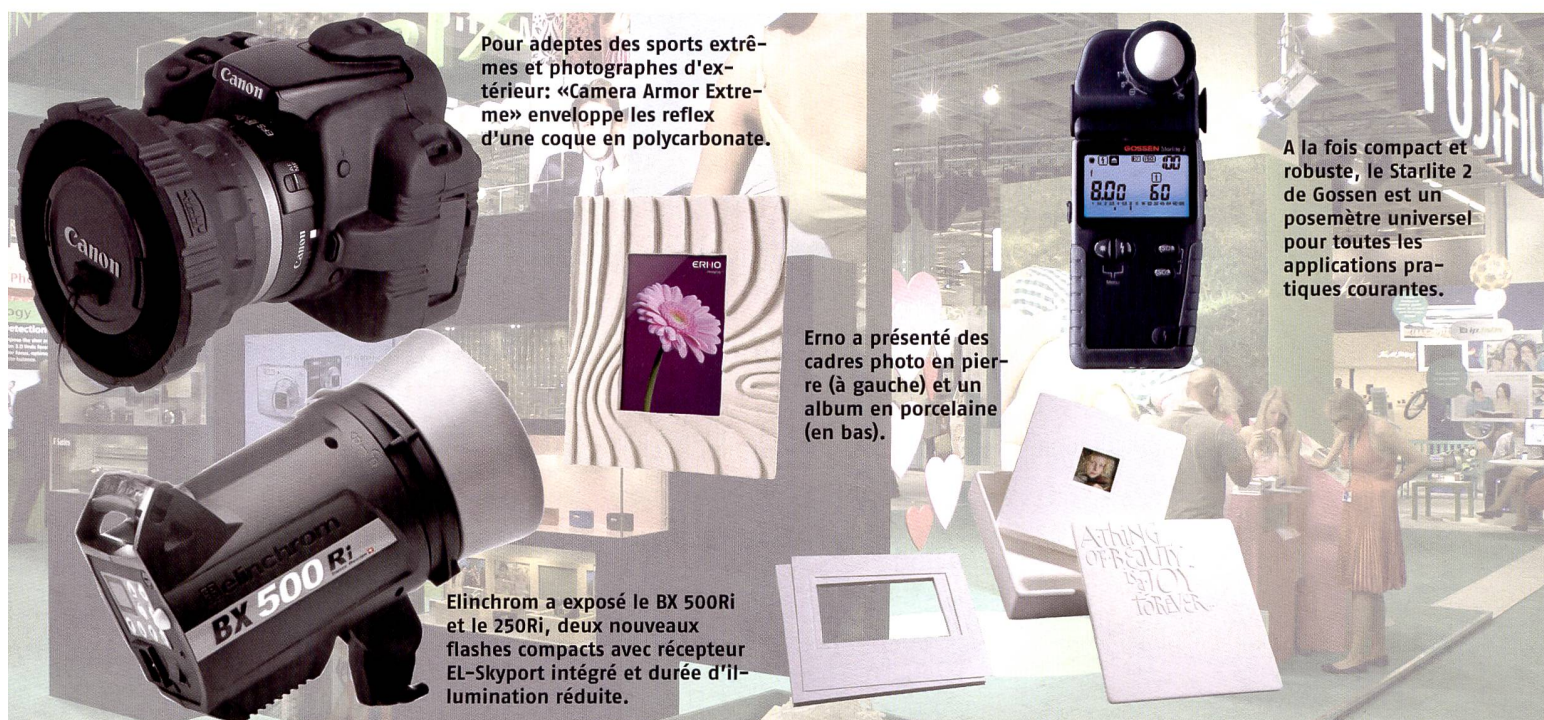 Pour adeptes des sports extrê-
mes et photographes d'ex-
térieur: «Camera Armor Extre-
me» enveloppe les reflex
d'une coque en polycarbonate.
Canon
Canon
Canon
GOSSEN Starlite 2
100
8.00 60
FUJIFIL
A la fois compact et
robuste, le Starlite 2
de Gossen est un
posemètre universel
pour toutes les
applications pra-
tiques courantes.
ERNO
Erno a présenté des
cadres photo en pier-
re (à gauche) et un
album en porcelaine
(en bas).
elinchrom
BX 500 Ri
Elinchrom a exposé le BX 500Ri
et le 250Ri, deux nouveaux
flashes compacts avec récepteur
EL-Skyport intégré et durée d'il-
lumination réduite.
A THING
OF BEAUTY
IS A JOY
FOREVER